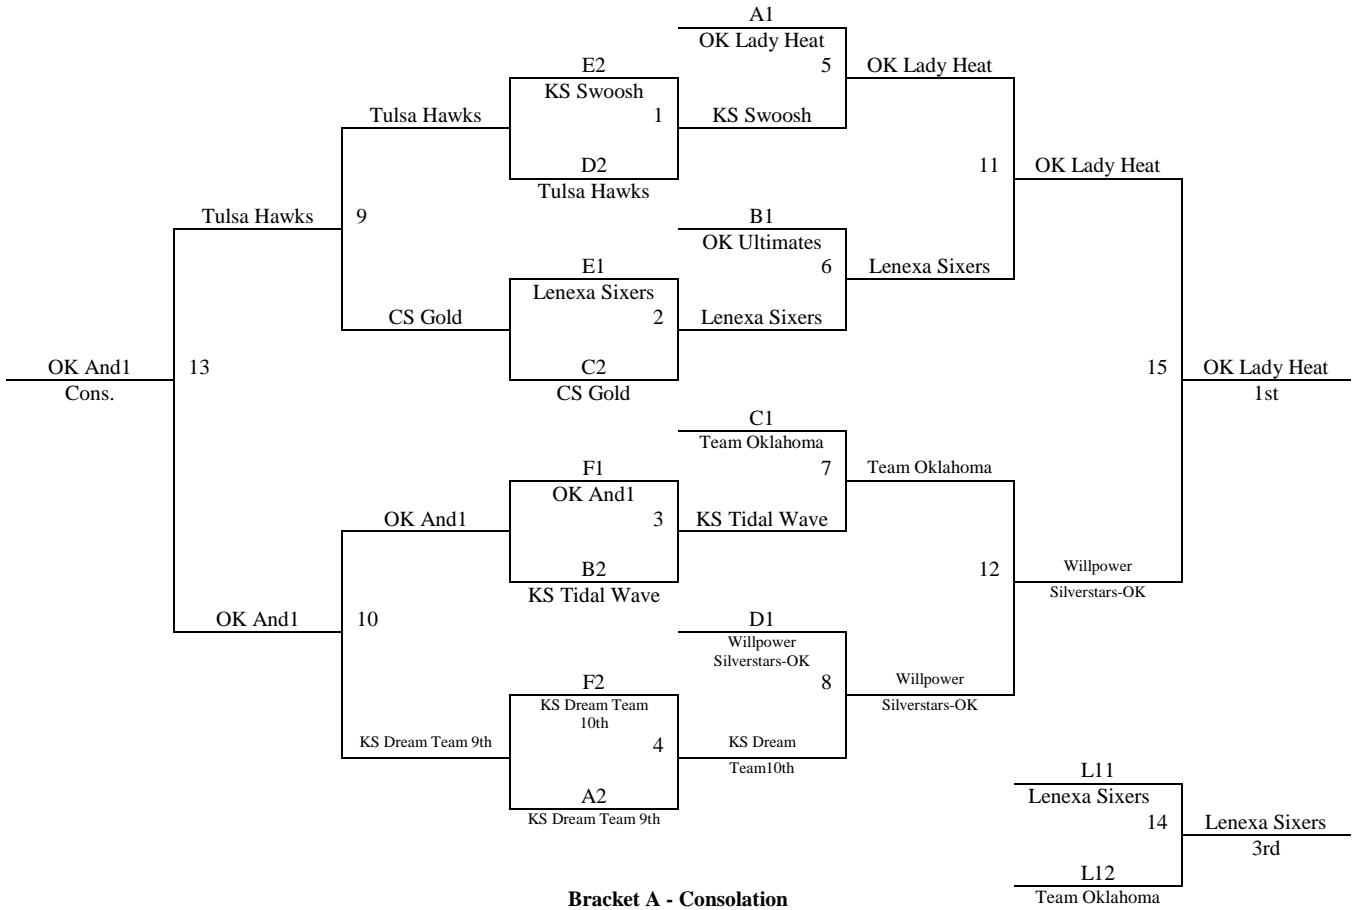 A1
OK Lady Heat
E2
5
OK Lady Heat
KS Swoosh
Tulsa Hawks
1
KS Swoosh
D2
11
OK Lady Heat
Tulsa Hawks
Tulsa Hawks
9
B1
OK Ultimates
E1
6
Lenexa Sixers
Lenexa Sixers
CS Gold
2
Lenexa Sixers
OK And1
13
C2
15
OK Lady Heat
Cons.
CS Gold
1st
C1
Team Oklahoma
F1
7
Team Oklahoma
OK And1
OK And1
3
KS Tidal Wave
B2
12
Willpower
KS Tidal Wave
Silverstars-OK
OK And1
10
D1
Willpower
Silverstars-OK
F2
8
Willpower
KS Dream Team
Silverstars-OK
10th
KS Dream Team 9th
4
KS Dream
Team10th
L11
A2
Lenexa Sixers
KS Dream Team 9th
14
Lenexa Sixers
3rd
L12
Bracket A - Consolation
Team Oklahoma